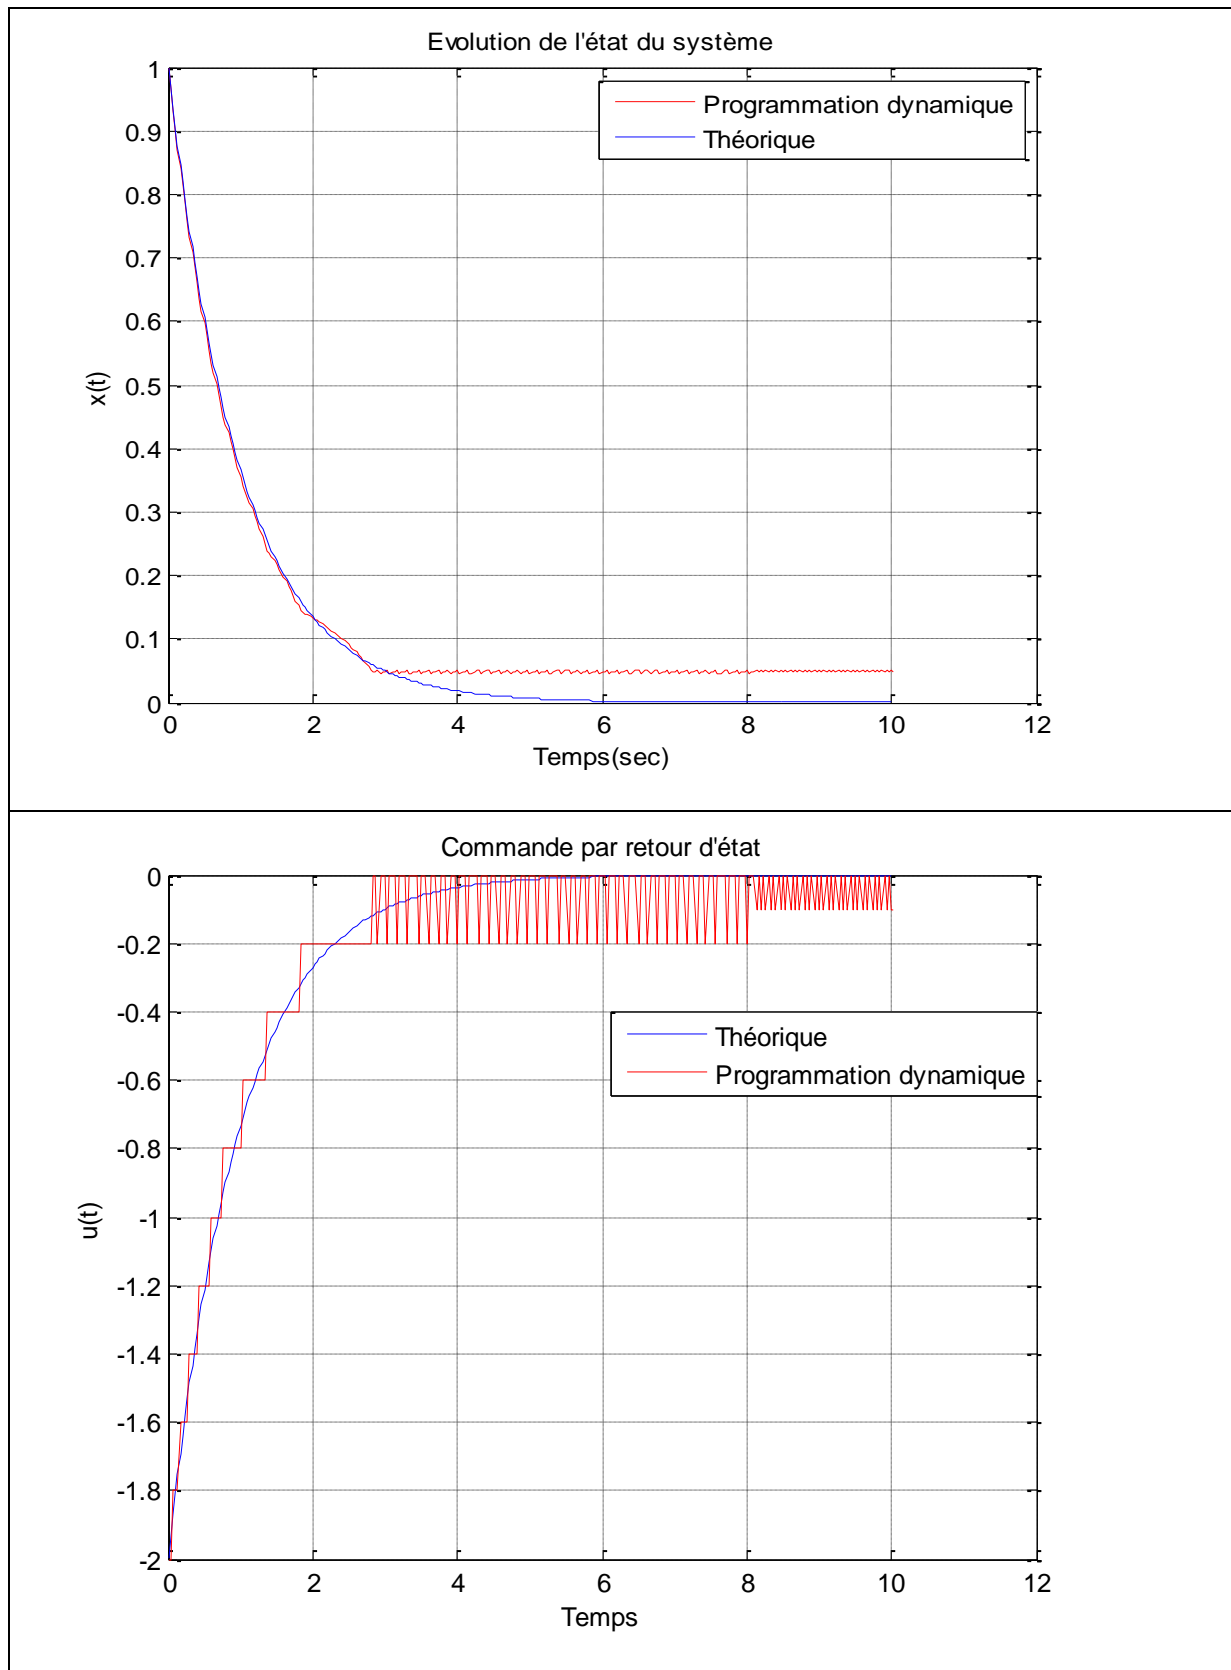 Evolution de l'état du système
1
0.9
0.8
0.7
0.6
0.5
0.4
0.3
0.2
0.1
0
x(t)
Programmation dynamique
Théorique
0 2 4 6 8 10 12
Temps(sec)
Commande par retour d'état
0
-0.2
-0.4
-0.6
-0.8
-1
-1.2
-1.4
-1.6
-1.8
-2
u(t)
Théorique
Programmation dynamique
0 2 4 6 8 10 12
Temps